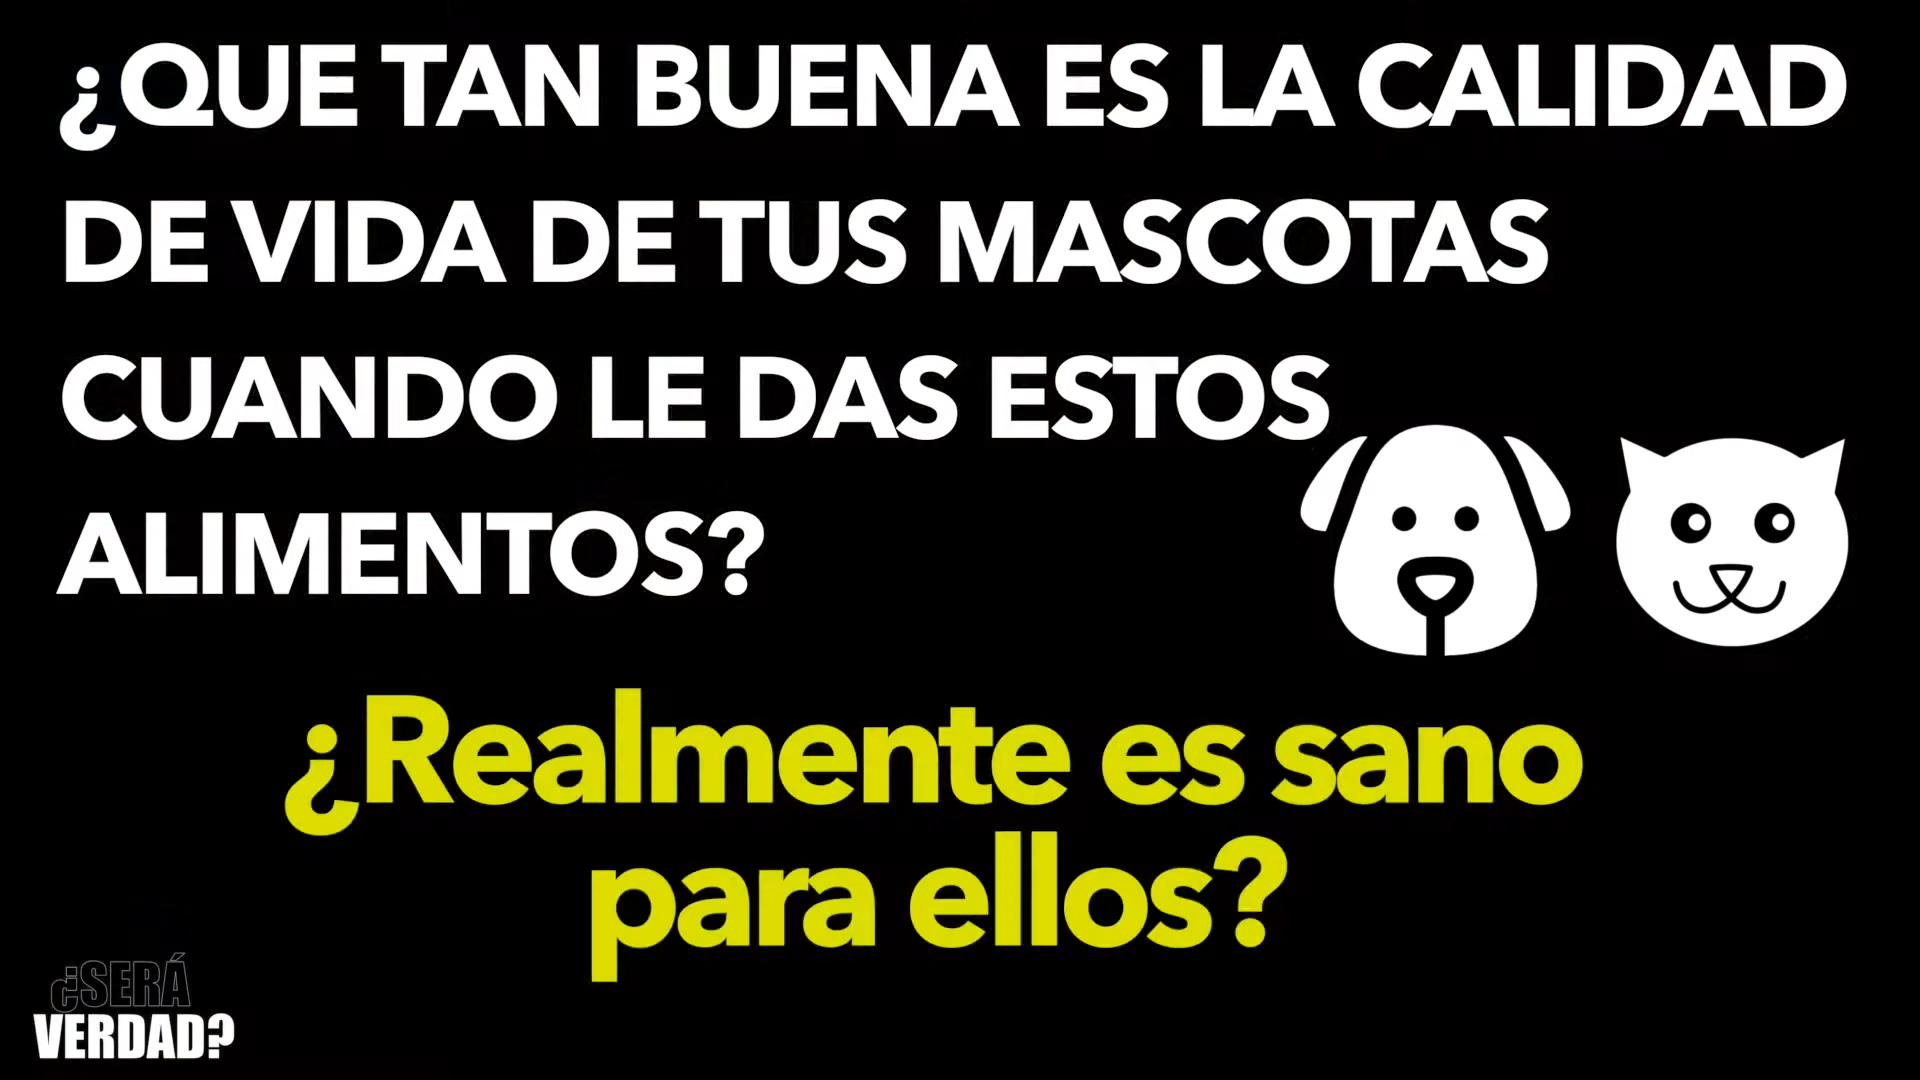 ¿QUE TAN BUENA ES LA CALIDAD
DE VIDA DE TUS MASCOTAS
CUANDO LE DAS ESTOS
ALIMENTOS?
¿Realmente es sano
para ellos?
¿SERÁ
VERDAD?